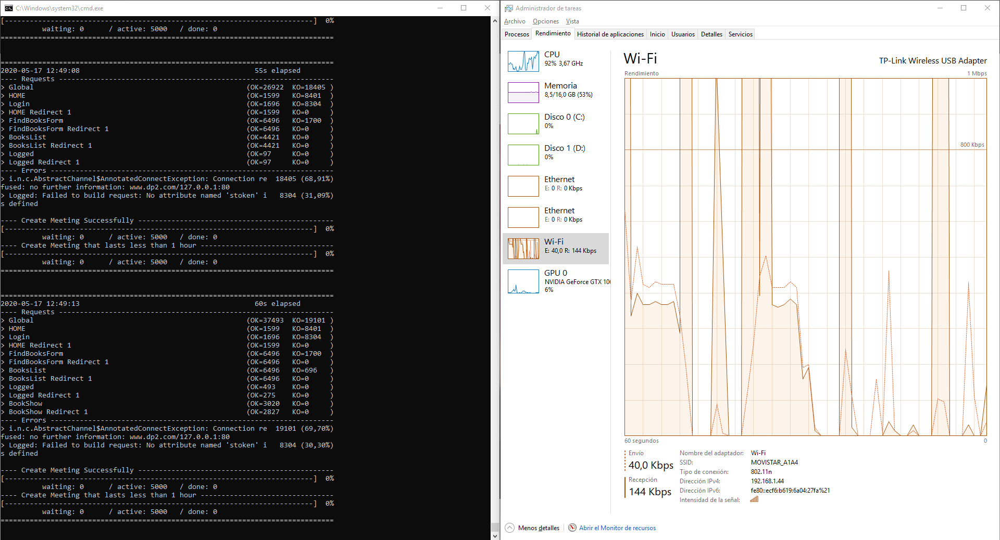 C:\Windows\system32\cmd.exe
[--------------------------------------------------------------------------] 0%
waiting: 0 / active: 5000 / done: 0
================================================================================
================================================================================
2020-05-17 12:49:08 55s elapsed
---- Requests ------------------------------------------------------------------
> Global (OK=26922 KO=18405 )
> HOME (OK=1599 KO=8401 )
> Login (OK=1696 KO=8304 )
> HOME Redirect 1 (OK=1599 KO=0 )
> FindBooksForm (OK=6496 KO=1700 )
> FindBooksForm Redirect 1 (OK=6496 KO=0 )
> BooksList (OK=4421 KO=0 )
> BooksList Redirect 1 (OK=4421 KO=0 )
> Logged (OK=97 KO=0 )
> Logged Redirect 1 (OK=97 KO=0 )
---- Errors --------------------------------------------------------------------
> i.n.c.AbstractChannel$AnnotatedConnectException: Connection re 18405 (68,91%)
fused: no further information: www.dp2.com/127.0.0.1:80
> Logged: Failed to build request: No attribute named 'stoken' i 8304 (31,09%)
s defined
---- Create Meeting Successfully -----------------------------------------------
[--------------------------------------------------------------------------] 0%
waiting: 0 / active: 5000 / done: 0
---- Create Meeting that lasts less than 1 hour --------------------------------
[--------------------------------------------------------------------------] 0%
waiting: 0 / active: 5000 / done: 0
================================================================================
================================================================================
2020-05-17 12:49:13 60s elapsed
---- Requests ------------------------------------------------------------------
> Global (OK=37493 KO=19101 )
> HOME (OK=1599 KO=8401 )
> Login (OK=1696 KO=8304 )
> HOME Redirect 1 (OK=1599 KO=0 )
> FindBooksForm (OK=6496 KO=1700 )
> FindBooksForm Redirect 1 (OK=6496 KO=0 )
> BooksList (OK=6496 KO=696 )
> BooksList Redirect 1 (OK=6496 KO=0 )
> Logged (OK=493 KO=0 )
> Logged Redirect 1 (OK=275 KO=0 )
> BookShow (OK=3020 KO=0 )
> BookShow Redirect 1 (OK=2827 KO=0 )
---- Errors --------------------------------------------------------------------
> i.n.c.AbstractChannel$AnnotatedConnectException: Connection re 19101 (69,70%)
fused: no further information: www.dp2.com/127.0.0.1:80
> Logged: Failed to build request: No attribute named 'stoken' i 8304 (30,30%)
s defined
---- Create Meeting Successfully -----------------------------------------------
[--------------------------------------------------------------------------] 0%
waiting: 0 / active: 5000 / done: 0
---- Create Meeting that lasts less than 1 hour --------------------------------
[--------------------------------------------------------------------------] 0%
waiting: 0 / active: 5000 / done: 0
================================================================================
Administrador de tareas
Archivo Opciones Vista
Procesos Rendimiento Historial de aplicaciones Inicio Usuarios Detalles Servicios
CPU
92% 3,67 GHz
Memoria
8,5/16,0 GB (53%)
Disco 0 (C:)
0%
Disco 1 (D:)
0%
Ethernet
E: 0 R: 0 Kbps
Ethernet
E: 0 R: 0 Kbps
Wi-Fi
E: 40,0 R: 144 Kbps
GPU 0
NVIDIA GeForce GTX 10
6%
Wi-Fi
TP-Link Wireless USB Adapter
Rendimiento 1 Mbps
800 Kbps
60 segundos 0
Envío
40,0 Kbps
Recepción
144 Kbps
Nombre del adaptador: Wi-Fi
SSID: MOVISTAR_A1A4
Tipo de conexión: 802.11n
Dirección IPv4: 192.168.1.44
Dirección IPv6: fe80::ecf6:b619:6a04:27fa%21
Intensidad de la señal:
Menos detalles
Abrir el Monitor de recursos